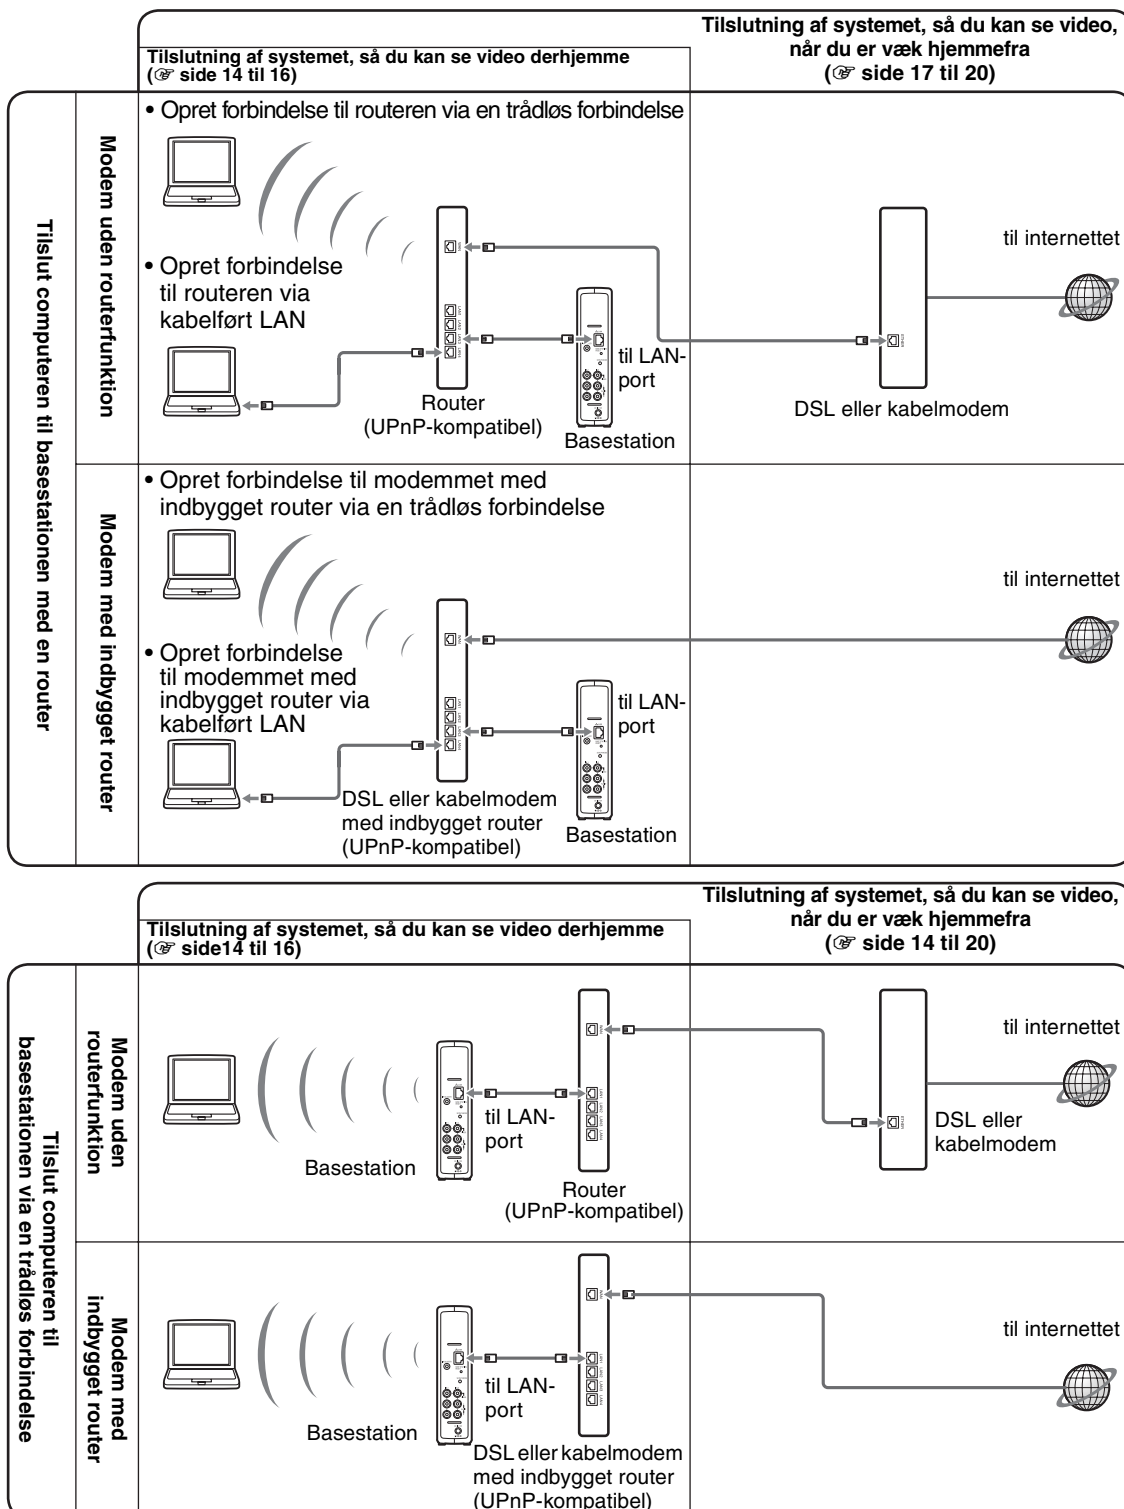 Tilslutning af systemet, så du kan se video derhjemme
(☞ side 14 til 16)
Tilslutning af systemet, så du kan se video,
når du er væk hjemmefra
(☞ side 17 til 20)
Tilslut computeren til basestationen med en router
Modem uden routerfunktion
• Opret forbindelse til routeren via en trådløs forbindelse
• Opret forbindelse
til routeren via
kabelført LAN
Router
(UPnP-kompatibel)
til LAN-
port
Basestation
DSL eller kabelmodem
til internettet
Modem med indbygget router
• Opret forbindelse til modemmet med
indbygget router via en trådløs forbindelse
• Opret forbindelse
til modemmet med
indbygget router via
kabelført LAN
DSL eller kabelmodem
med indbygget router
(UPnP-kompatibel)
til LAN-
port
Basestation
til internettet
Tilslutning af systemet, så du kan se video derhjemme
(☞ side14 til 16)
Tilslutning af systemet, så du kan se video,
når du er væk hjemmefra
(☞ side 14 til 20)
Tilslut computeren til
basestationen via en trådløs forbindelse
Modem uden
routerfunktion
Basestation
til LAN-
port
Router
(UPnP-kompatibel)
DSL eller
kabelmodem
til internettet
Modem med
indbygget router
Basestation
til LAN-
port
DSL eller kabelmodem
med indbygget router
(UPnP-kompatibel)
til internettet